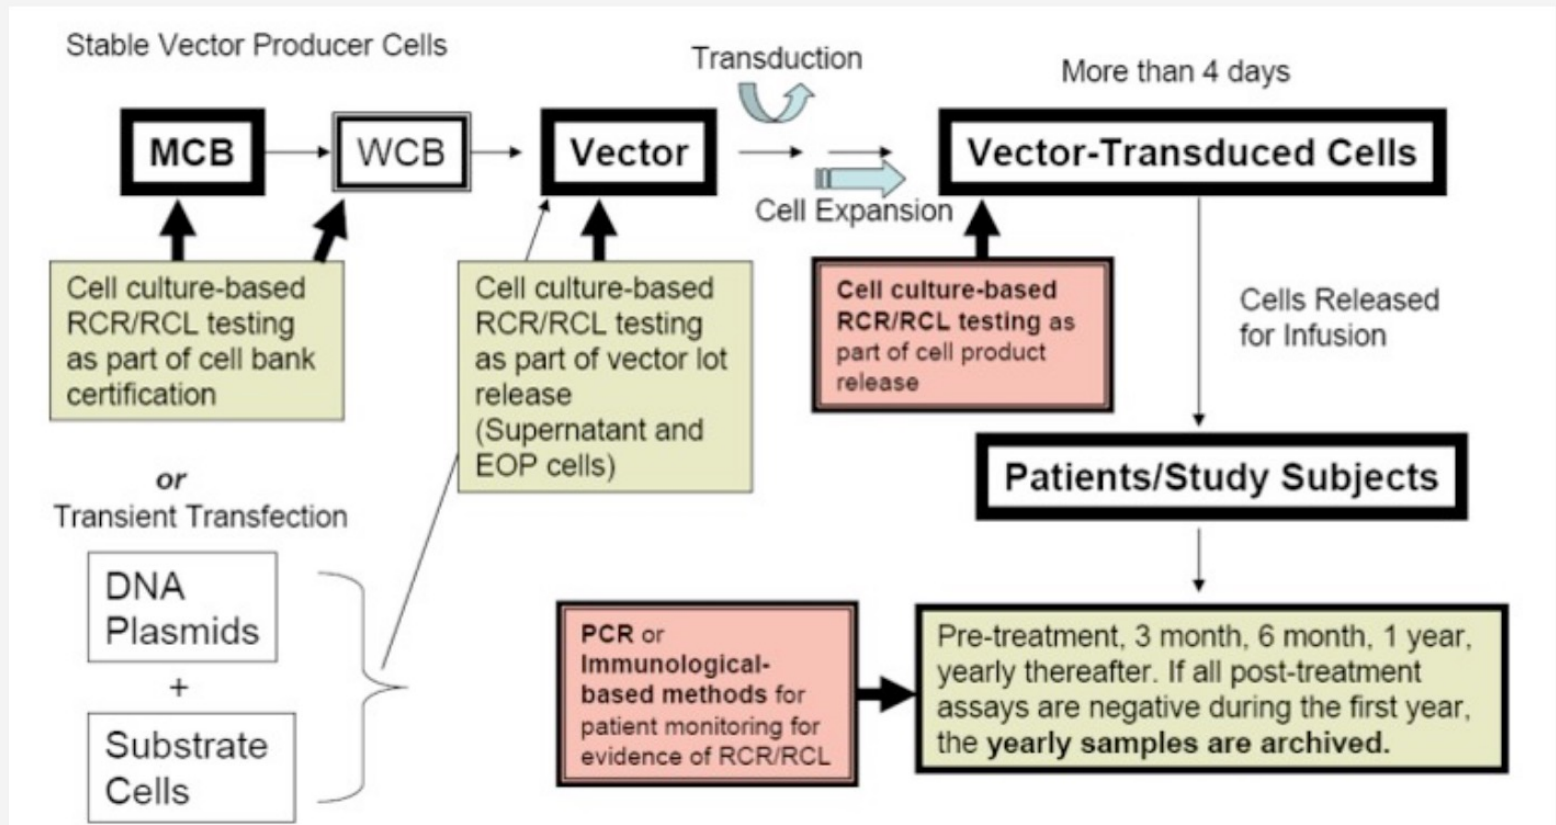 Stable Vector Producer Cells
Transduction
More than 4 days
MCB
WCB
Vector
Vector-Transduced Cells
Cell Expansion
Cell culture-based
RCR/RCL testing
as part of cell bank
certification
Cell culture-based
RCR/RCL testing
as part of vector lot
release
(Supernatant and
EOP cells)
Cell culture-based
RCR/RCL testing as
part of cell product
release
Cells Released
for Infusion
or
Transient Transfection
DNA
Plasmids
+
Substrate
Cells
Patients/Study Subjects
PCR or
Immunological-
based methods for
patient monitoring for
evidence of RCR/RCL
Pre-treatment, 3 month, 6 month, 1 year,
yearly thereafter. If all post-treatment
assays are negative during the first year,
the yearly samples are archived.